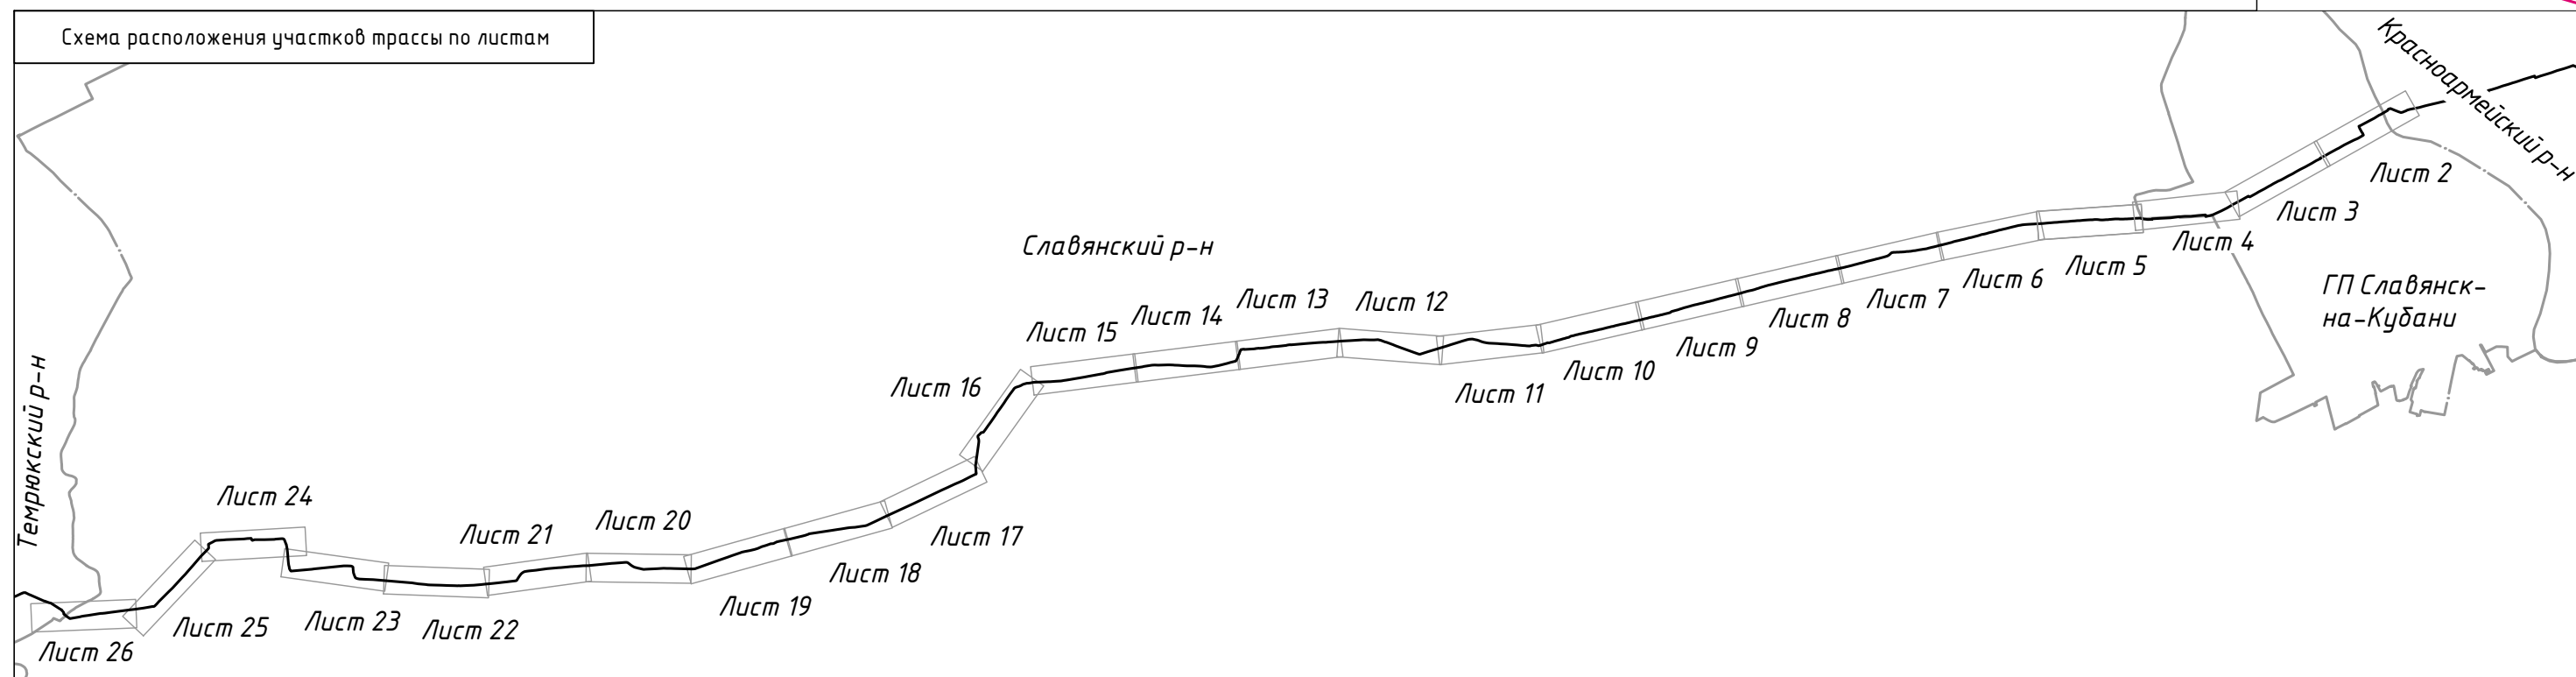 Схема расположения участков трассы по листам
Красноармейский р-н
Лист 2
Лист 3
Лист 4
Славянский р-н
Лист 5
Лист 6
ГП Славянск-
на-Кубани
Лист 7
Лист 8
Лист 9
Лист 10
Лист 11
Лист 12
Лист 13
Лист 14
Лист 15
Лист 16
Лист 17
Лист 18
Лист 19
Лист 20
Лист 21
Лист 22
Лист 23
Лист 24
Лист 25
Лист 26
Темрюкский р-н